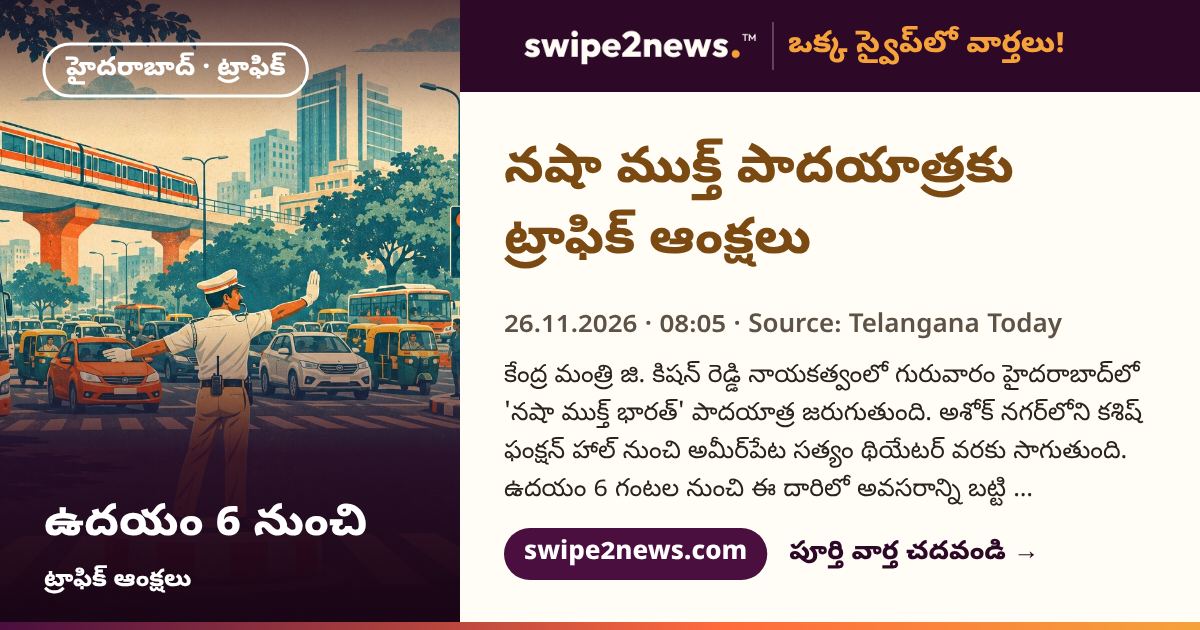 హైదరాబాద్ · ట్రాఫిక్
ఉదయం 6 నుంచి
ట్రాఫిక్ ఆంక్షలు
swipe2news.™ | ఒక్క స్వైప్‌లో వార్తలు!
నషా ముక్త్ పాదయాత్రకు
ట్రాఫిక్ ఆంక్షలు
26.11.2026 · 08:05 · Source: Telangana Today
కేంద్ర మంత్రి జి. కిషన్ రెడ్డి నాయకత్వంలో గురువారం హైదరాబాద్‌లో
'నషా ముక్త్ భారత్' పాదయాత్ర జరుగుతుంది. అశోక్ నగర్‌లోని కశిష్
ఫంక్షన్ హాల్ నుంచి అమీర్‌పేట సత్యం థియేటర్ వరకు సాగుతుంది.
ఉదయం 6 గంటల నుంచి ఈ దారిలో అవసరాన్ని బట్టి ...
swipe2news.com పూర్తి వార్త చదవండి →